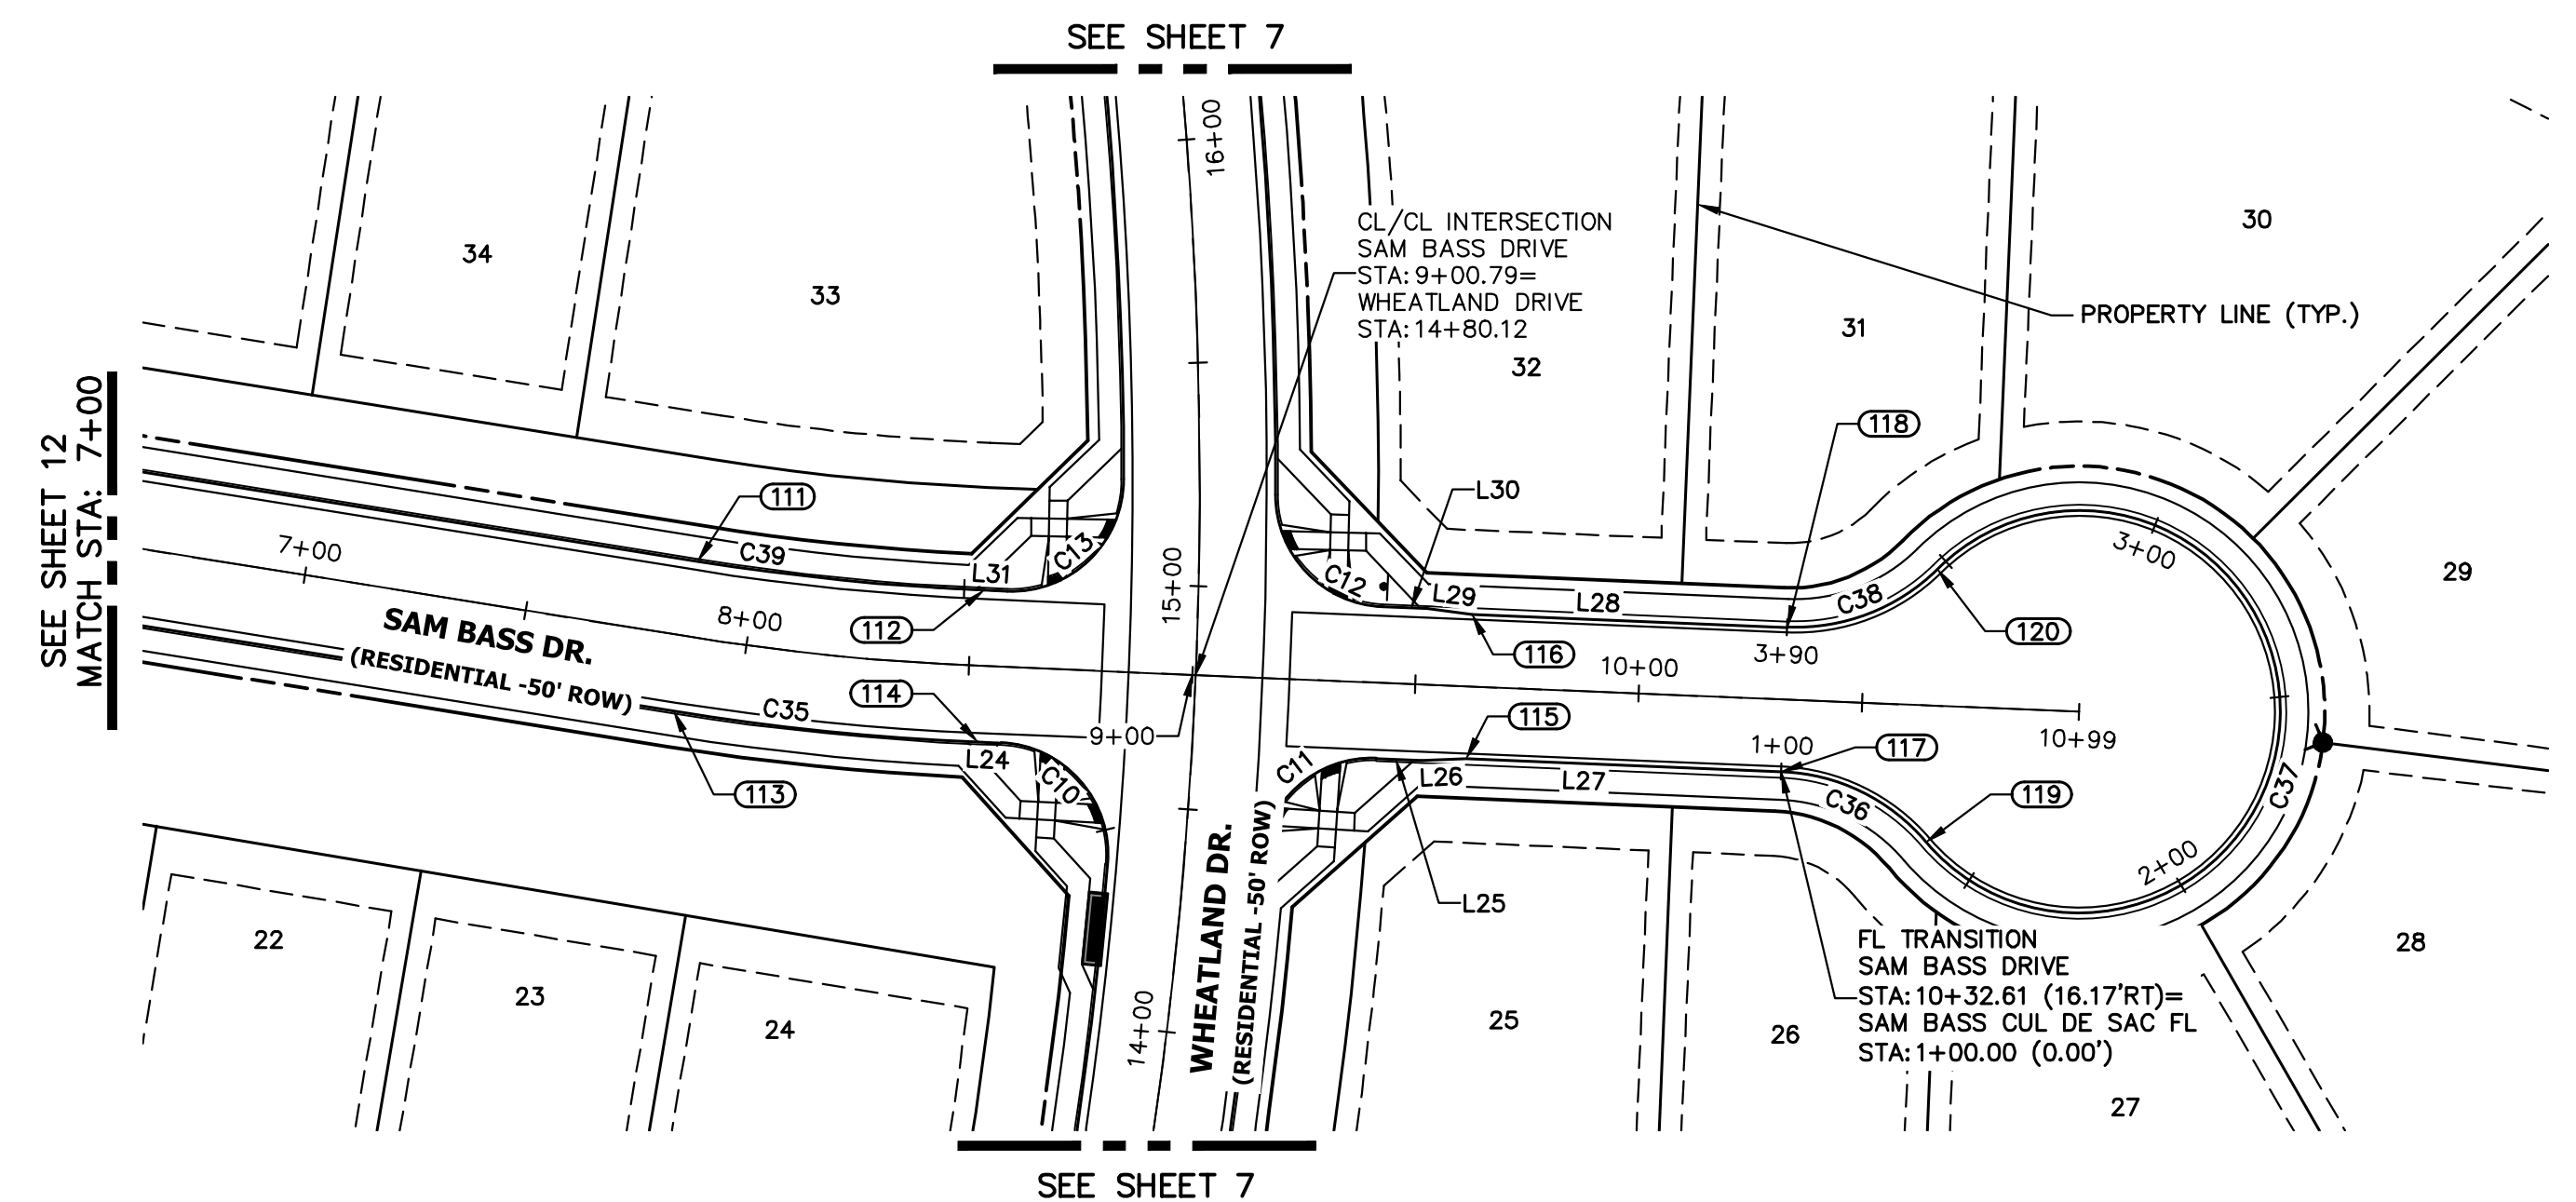 SEE SHEET 7
16+00
34
33
CL/CL INTERSECTION
SAM BASS DRIVE
STA:9+00.79=
WHEATLAND DRIVE
STA:14+80.12
32
31
30
PROPERTY LINE (TYP.)
29
SEE SHEET 12
MATCH STA: 7+00
111
118
L30
7+00
C39
L31
C13
C12
L29
L28
C38
3+00
120
15+00
8+00
112
116
3+90
10+00
SAM BASS DR.
(RESIDENTIAL -50' ROW)
114
C35
9+00
115
1+00
117
10+99
113
L24
C10
C11
L26
L27
C36
119
C37
2+00
L25
WHEATLAND DR.
(RESIDENTIAL -50' ROW)
14+00
22
23
24
25
26
FL TRANSITION
SAM BASS DRIVE
STA:10+32.61 (16.17'RT)=
SAM BASS CUL DE SAC FL
STA:1+00.00 (0.00')
28
27
SEE SHEET 7